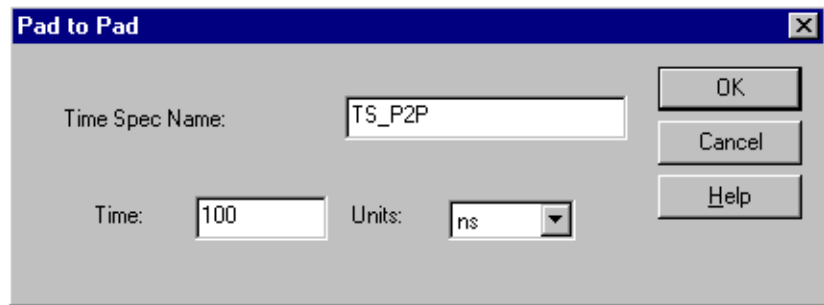 Pad to Pad
Time Spec Name: TS_P2P OK
Cancel
Time: 100 Units: ns Help